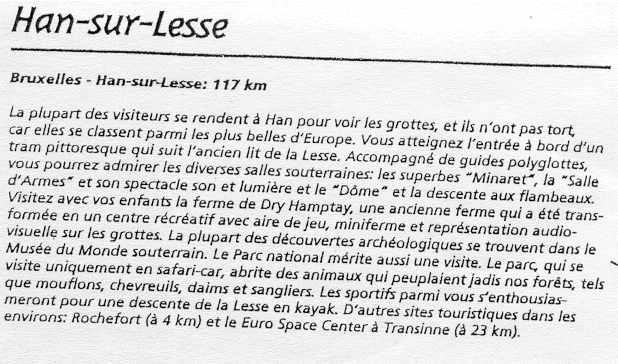 Han-sur-Lesse
Bruxelles - Han-sur-Lesse: 117 km
La plupart des visiteurs se rendent à Han pour voir les grottes, et ils n'ont pas tort,
car elles se classent parmi les plus belles d'Europe. Vous atteignez l'entrée à bord d'un
tram pittoresque qui suit l'ancien lit de la Lesse. Accompagné de guides polyglottes,
vous pourrez admirer les diverses salles souterraines: les superbes "Minaret", la "Salle
d'Armes" et son spectacle son et lumière et le "Dôme" et la descente aux flambeaux.
Visitez avec vos enfants la ferme de Dry Hamptay, une ancienne ferme qui a été trans-
formée en un centre récréatif avec aire de jeu, miniferme et représentation audio-
visuelle sur les grottes. La plupart des découvertes archéologiques se trouvent dans le
Musée du Monde souterrain. Le Parc national mérite aussi une visite. Le parc, qui se
visite uniquement en safari-car, abrite des animaux qui peuplaient jadis nos forêts, tels
que mouflons, chevreuils, daims et sangliers. Les sportifs parmi vous s'enthousias-
meront pour une descente de la Lesse en kayak. D'autres sites touristiques dans les
environs: Rochefort (à 4 km) et le Euro Space Center à Transinne (à 23 km).